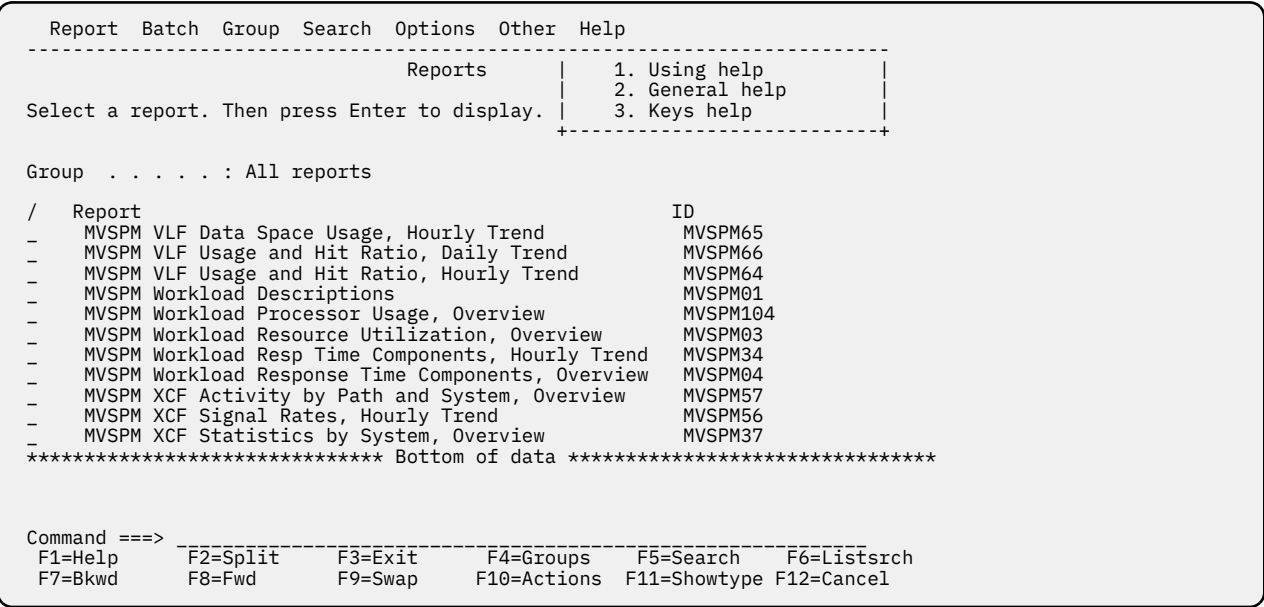 Report  Batch  Group  Search  Options  Other  Help
---------------------------------------------------------------------------
Reports      |    1. Using help          |
|    2. General help        |
Select a report. Then press Enter to display. |    3. Keys help           |
+---------------------------+
Group  . . . . . : All reports
/   Report                                              ID
_    MVSPM VLF Data Space Usage, Hourly Trend            MVSPM65
_    MVSPM VLF Usage and Hit Ratio, Daily Trend          MVSPM66
_    MVSPM VLF Usage and Hit Ratio, Hourly Trend         MVSPM64
_    MVSPM Workload Descriptions                         MVSPM01
_    MVSPM Workload Processor Usage, Overview            MVSPM104
_    MVSPM Workload Resource Utilization, Overview       MVSPM03
_    MVSPM Workload Resp Time Components, Hourly Trend   MVSPM34
_    MVSPM Workload Response Time Components, Overview   MVSPM04
_    MVSPM XCF Activity by Path and System, Overview     MVSPM57
_    MVSPM XCF Signal Rates, Hourly Trend                MVSPM56
_    MVSPM XCF Statistics by System, Overview            MVSPM37
******************************* Bottom of data ********************************
Command ===> ____________________________________________________________
F1=Help      F2=Split     F3=Exit      F4=Groups    F5=Search    F6=Listsrch
F7=Bkwd      F8=Fwd       F9=Swap      F10=Actions  F11=Showtype F12=Cancel